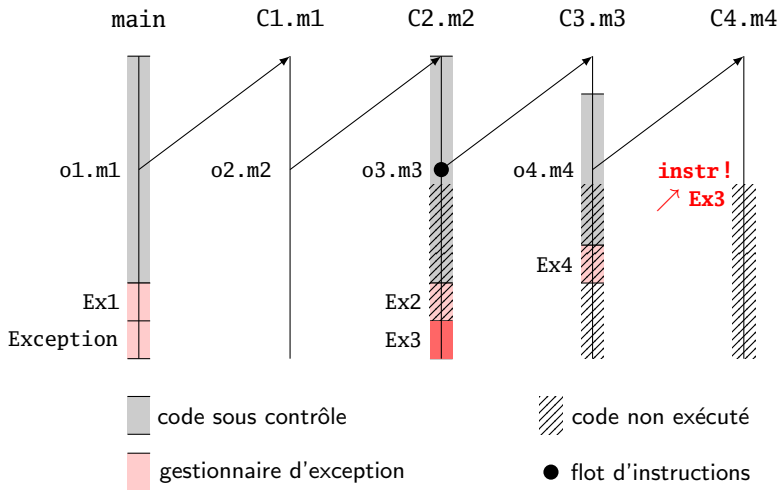 main C1.m1 C2.m2 C3.m3 C4.m4
o1.m1 o2.m2 o3.m3 o4.m4 instr!
↗ Ex3
Ex4
Ex1 Ex2
Exception Ex3
code sous contrôle code non exécuté
gestionnaire d'exception flot d'instructions